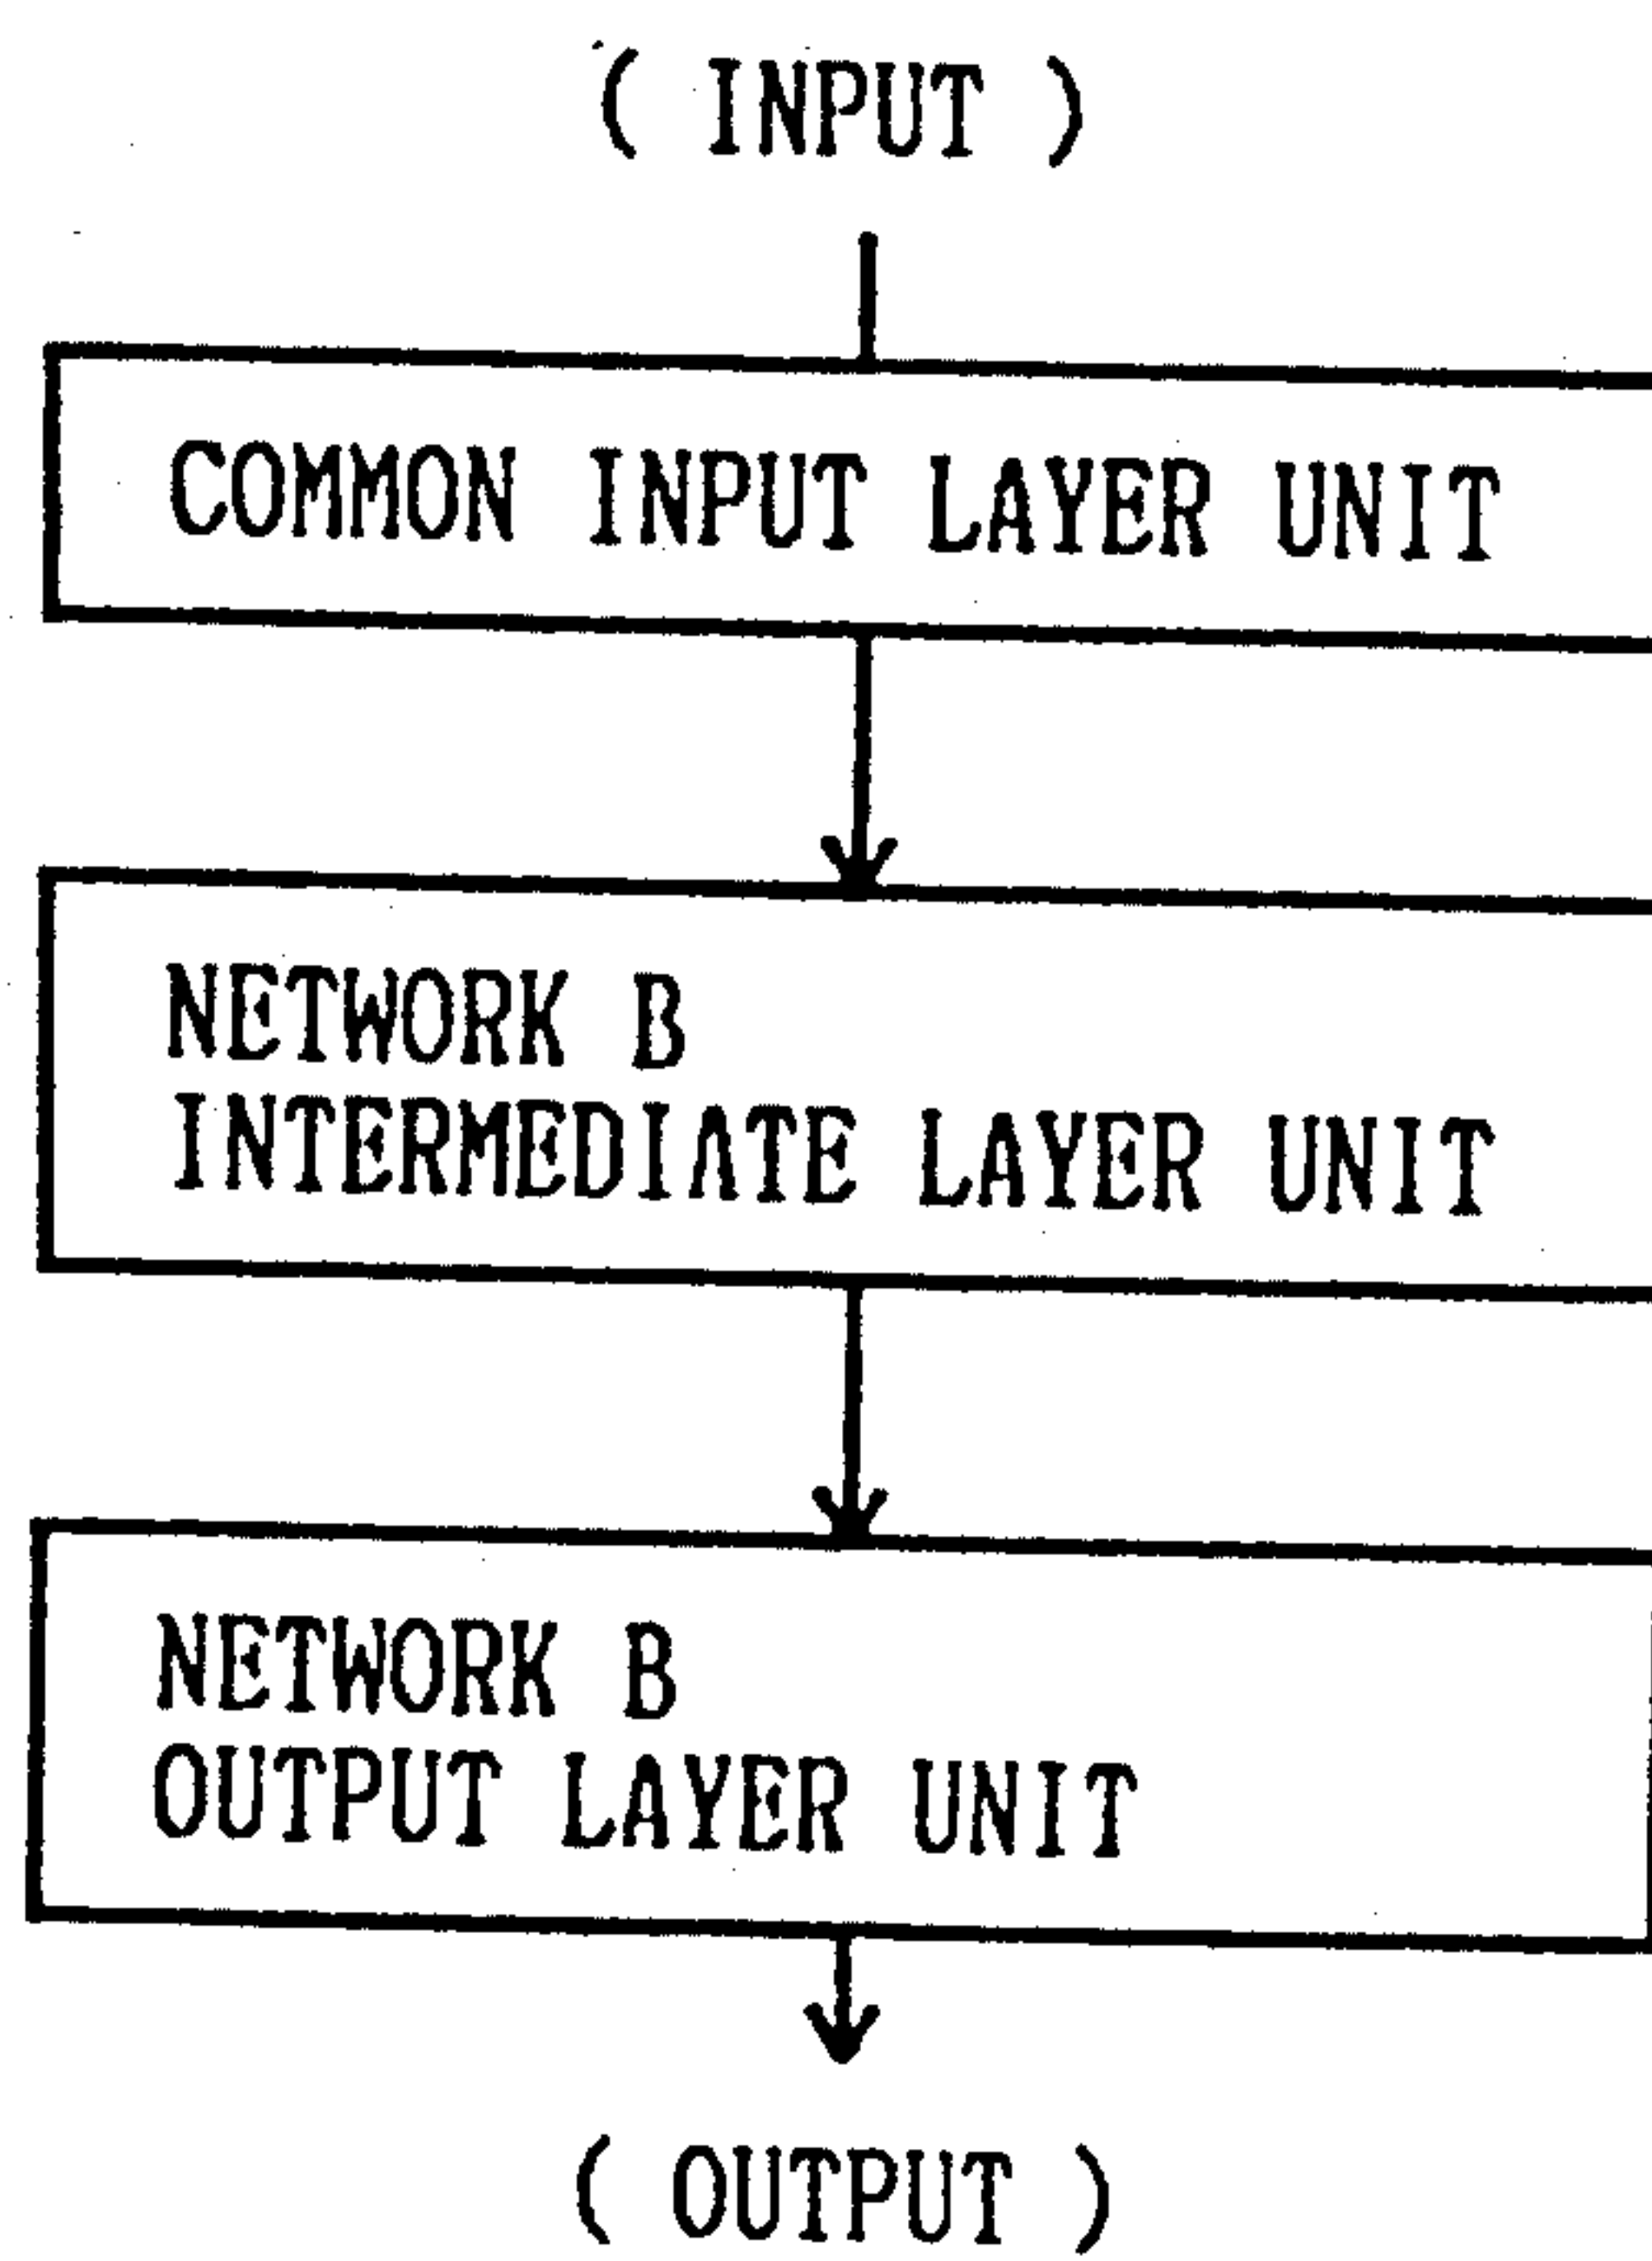 ( INPUT )
COMMON INPUT LAYER UNIT
NETWORK B
INTERMEDIATE LAYER UNIT
NETWORK B
OUTPUT LAYER UNIT
( OUTPUT )